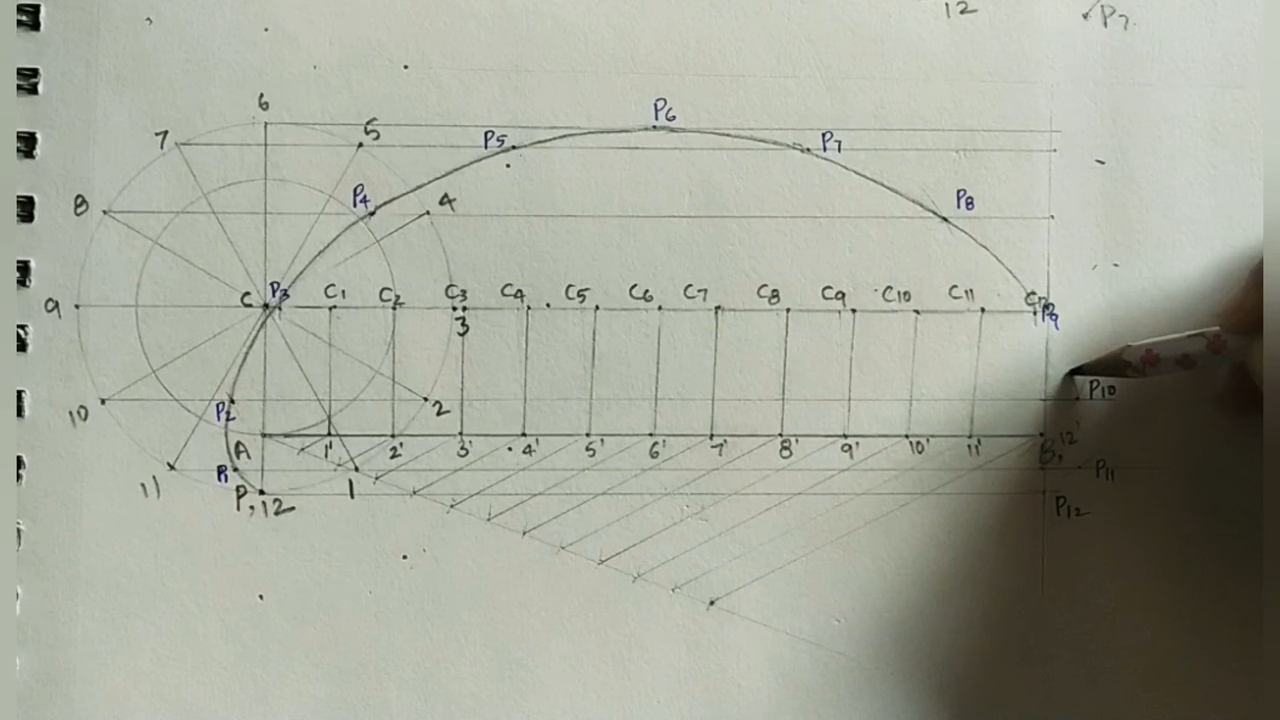 12 P7
6
P6
7 5 P5 P7
8 P4 4 P8
9 C P3 C1 C2 C3 C4 C5 C6 C7 C8 C9 C10 C11 C12 P9
3
10 P2 2 P10
A 1' 2' 3' 4' 5' 6' 7' 8' 9' 10' 11' B,12'
11 P1 1 P11
P,12 P12